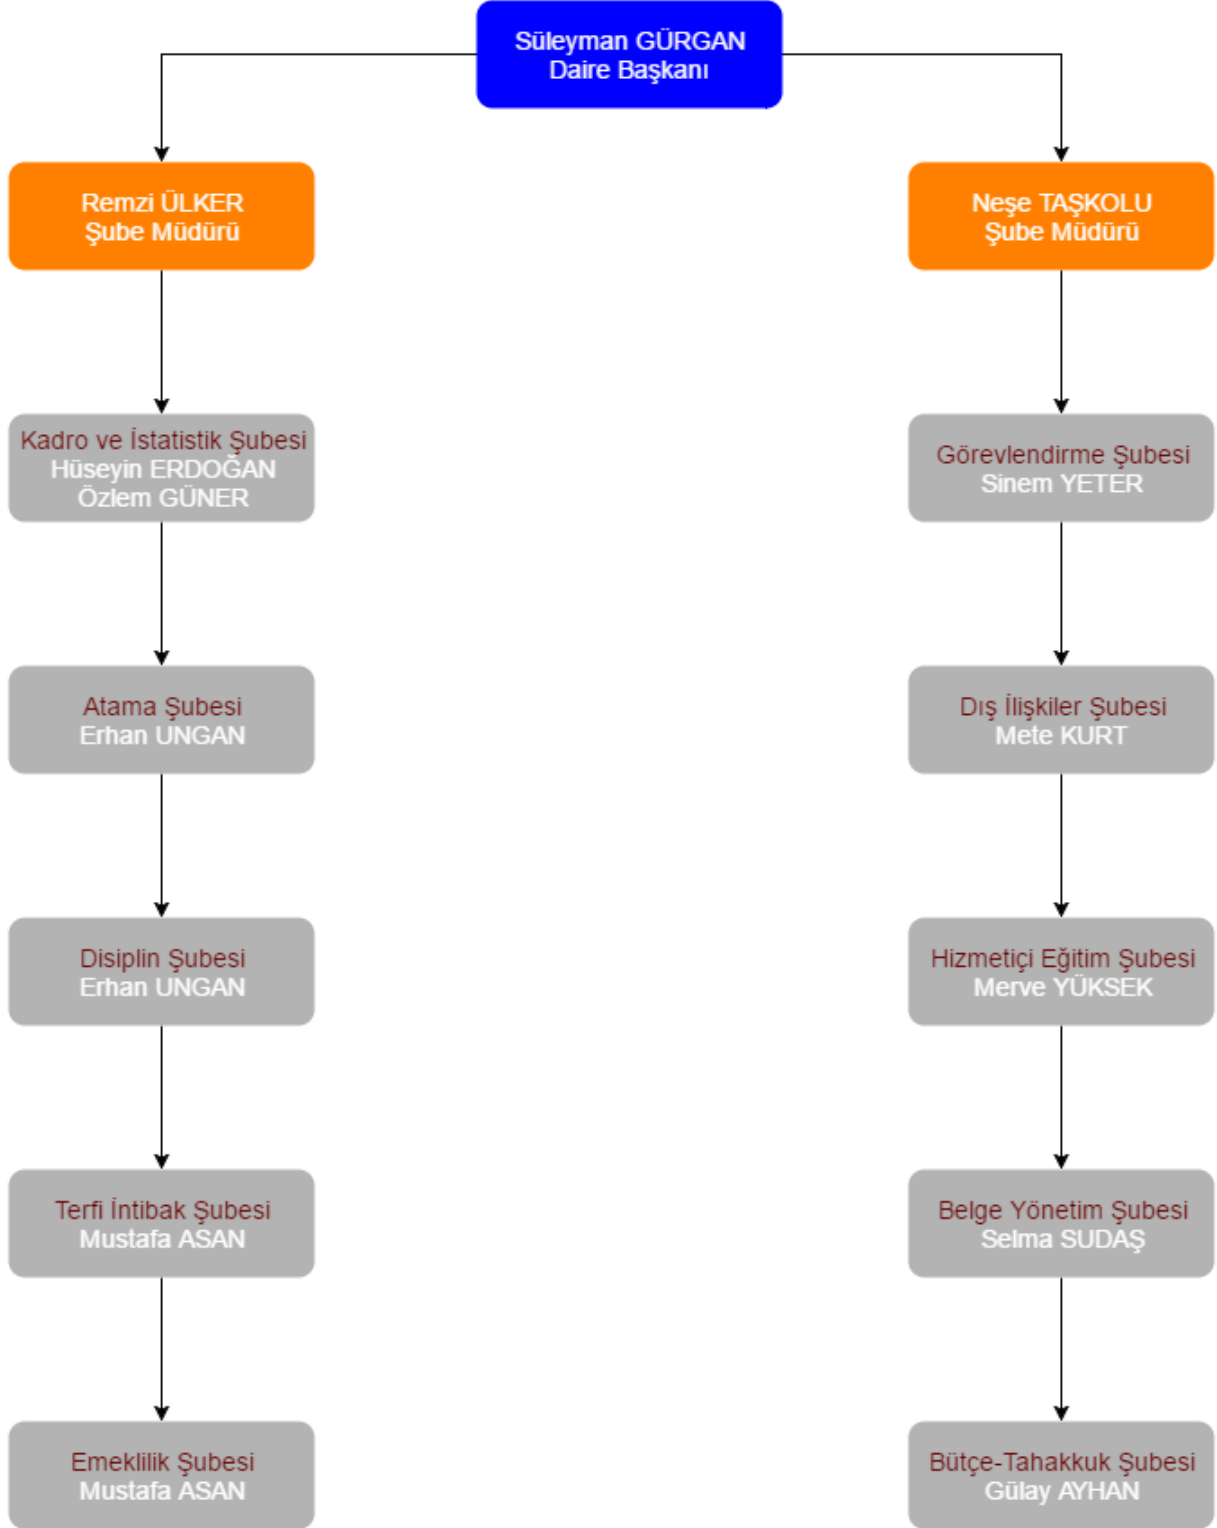 Süleyman GÜRGAN
Daire Başkanı
Remzi ÜLKER
Şube Müdürü
Neşe TAŞKOLU
Şube Müdürü
Kadro ve İstatistik Şubesi
Hüseyin ERDOĞAN
Özlem GÜNER
Görevlendirme Şubesi
Sinem YETER
Atama Şubesi
Erhan UNGAN
Dış İlişkiler Şubesi
Mete KURT
Disiplin Şubesi
Erhan UNGAN
Hizmetiçi Eğitim Şubesi
Merve YÜKSEK
Terfi İntibak Şubesi
Mustafa ASAN
Belge Yönetim Şubesi
Selma SUDAŞ
Emeklilik Şubesi
Mustafa ASAN
Bütçe-Tahakkuk Şubesi
Gülay AYHAN